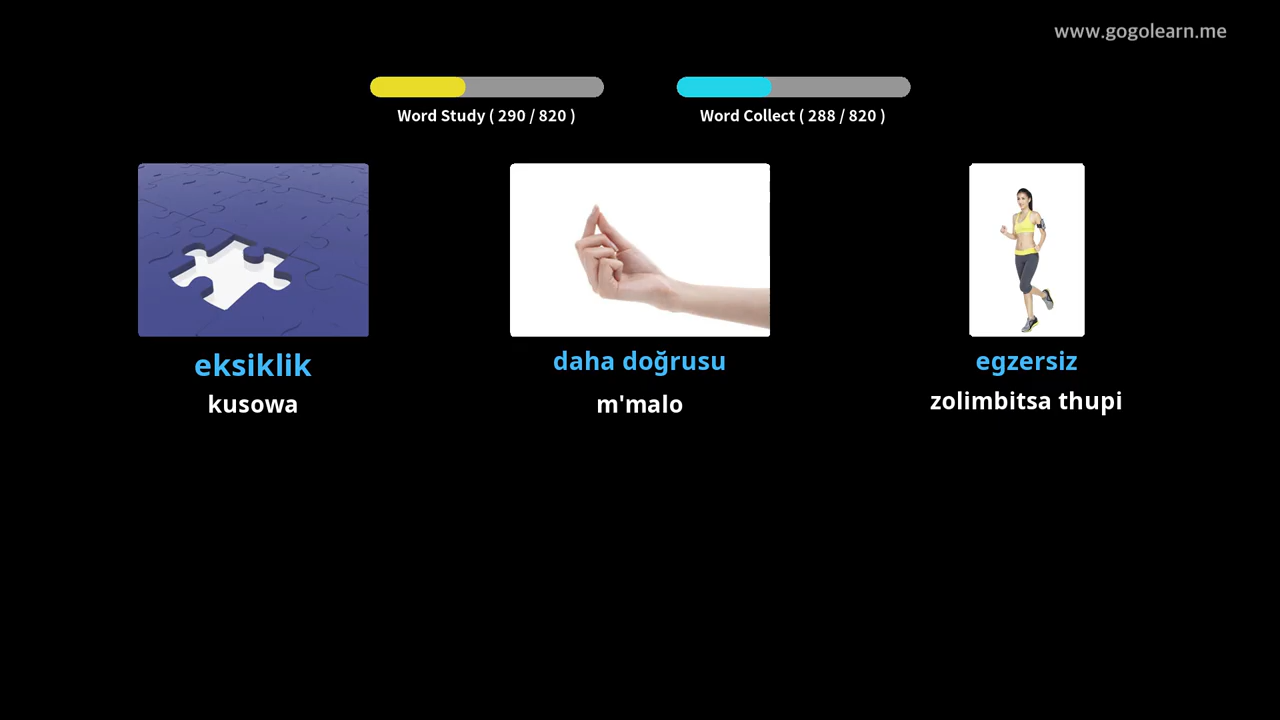 www.gogolearn.me
Word Study ( 290 / 820 )
Word Collect ( 288 / 820 )
eksiklik
kusowa
daha doğrusu
m'malo
egzersiz
zolimbitsa thupi